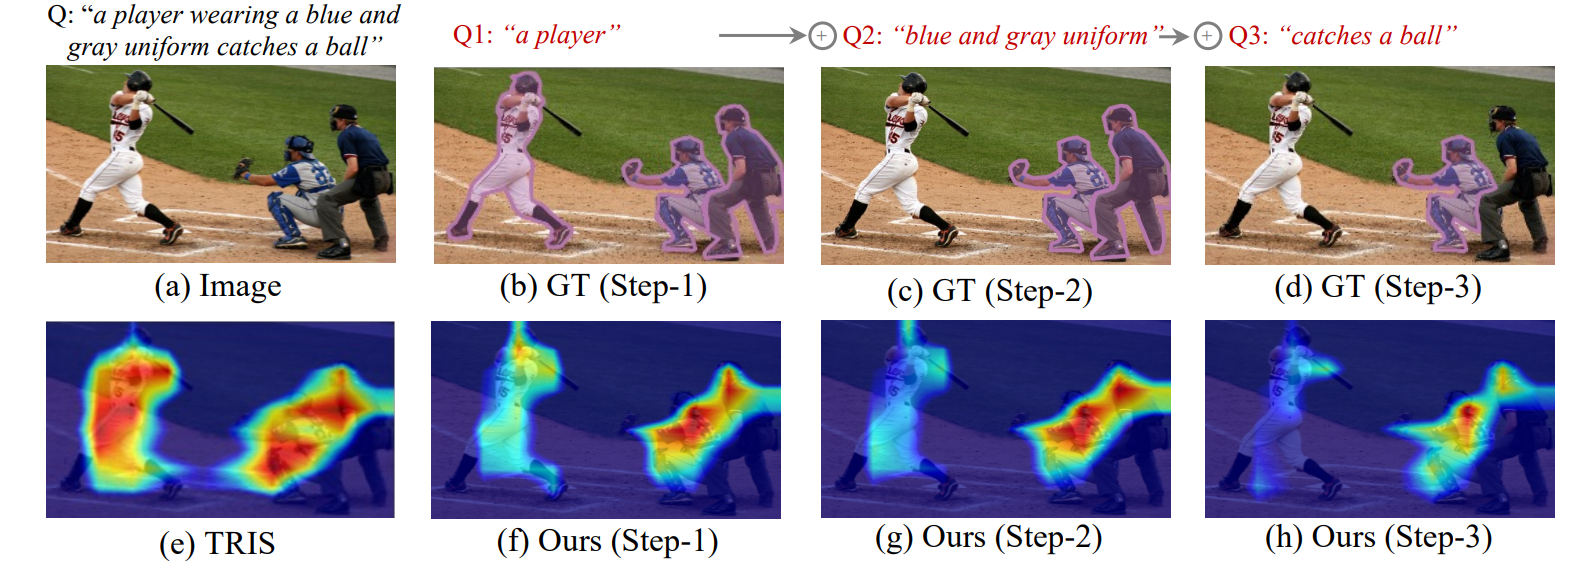 Q: “a player wearing a blue and
gray uniform catches a ball”
Q1: “a player”
+ Q2: “blue and gray uniform”
+ Q3: “catches a ball”
(a) Image
(b) GT (Step-1)
(c) GT (Step-2)
(d) GT (Step-3)
(e) TRIS
(f) Ours (Step-1)
(g) Ours (Step-2)
(h) Ours (Step-3)